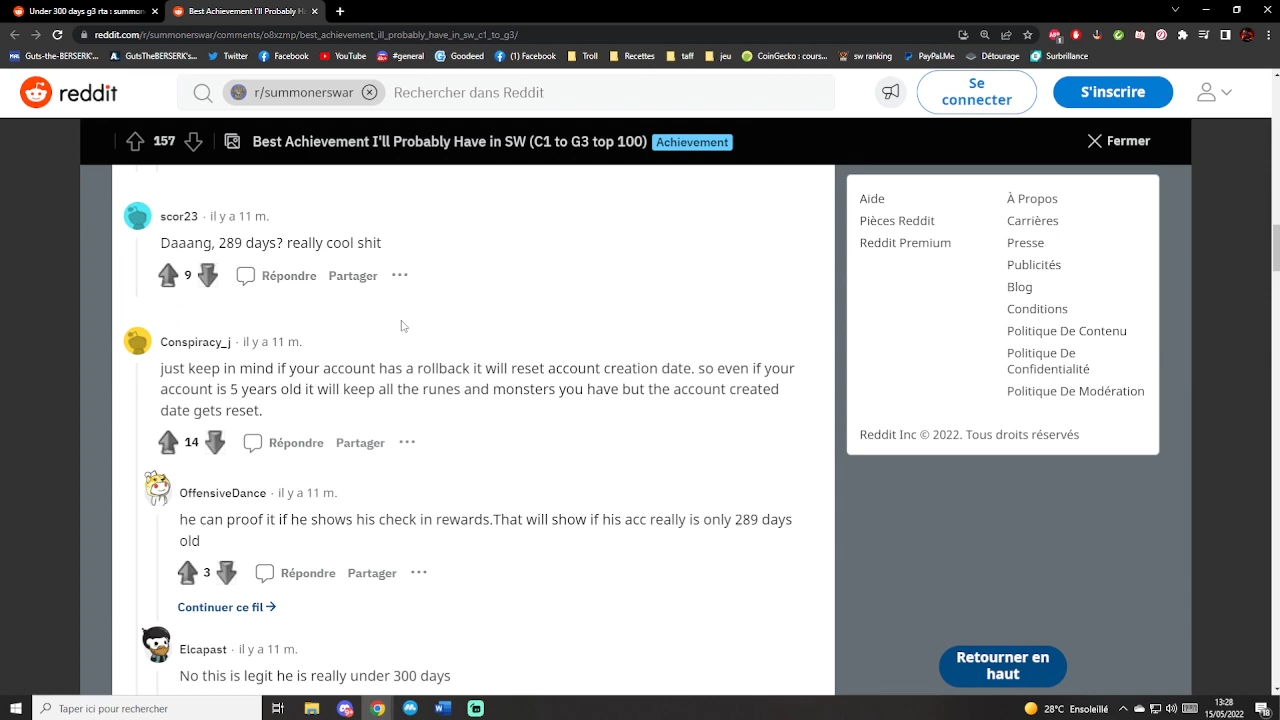 Under 300 days g3 rta : summon
Best Achievement I'll Probably H
reddit.com/r/summonerswar/comments/o8xzmp/best_achievement_ill_probably_have_in_sw_c1_to_g3/
Guts-the-BERSERK...
GutsTheBERSERK's...
Twitter
Facebook
YouTube
#general
Goodeed
(1) Facebook
Troll
Recettes
taff
jeu
CoinGecko : cours...
sw ranking
PayPalMe
Détourage
Surbrillance
reddit
r/summonerswar
Rechercher dans Reddit
Se connecter
S'inscrire
157
Best Achievement I'll Probably Have in SW (C1 to G3 top 100)
Achievement
Fermer
scor23 · il y a 11 m.
Daaang, 289 days? really cool shit
9 Répondre Partager ···
Conspiracy_j · il y a 11 m.
just keep in mind if your account has a rollback it will reset account creation date. so even if your
account is 5 years old it will keep all the runes and monsters you have but the account created
date gets reset.
14 Répondre Partager ···
OffensiveDance · il y a 11 m.
he can proof it if he shows his check in rewards.That will show if his acc really is only 289 days
old
3 Répondre Partager ···
Continuer ce fil
Elcapast · il y a 11 m.
No this is legit he is really under 300 days
Aide
Pièces Reddit
Reddit Premium
À Propos
Carrières
Presse
Publicités
Blog
Conditions
Politique De Contenu
Politique De
Confidentialité
Politique De Modération
Reddit Inc © 2022. Tous droits réservés
Retourner en
haut
Taper ici pour rechercher
28°C Ensoleillé
13:28
15/05/2022